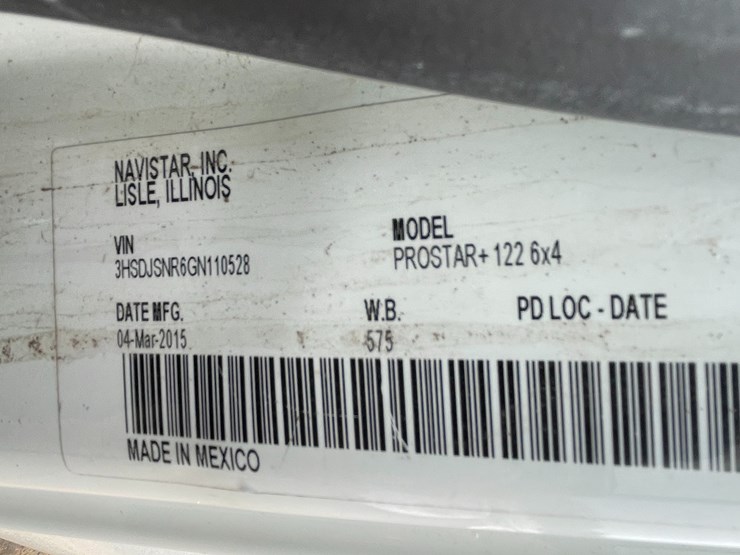 NAVISTAR, INC.
LISLE, ILLINOIS
VIN
3HSDJSNR6GN110528
MODEL
PROSTAR+ 122 6x4
DATE MFG.
04-Mar-2015
W.B.
575
PD LOC - DATE
MADE IN MEXICO